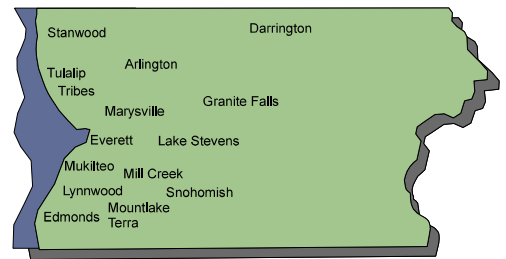 Darrington
Stanwood
Arlington
Tulalip
Tribes
Granite Falls
Marysville
Everett
Lake Stevens
Mukilteo
Mill Creek
Lynnwood
Snohomish
Mountlake
Terra
Edmonds